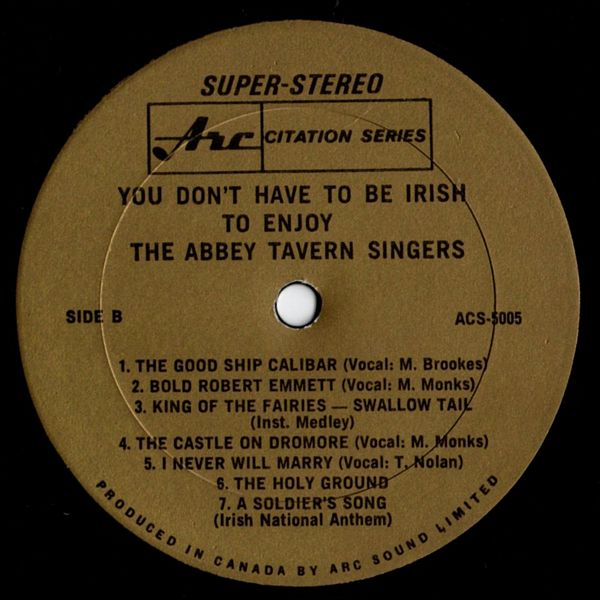 SUPER-STEREO
Arc CITATION SERIES
YOU DON'T HAVE TO BE IRISH
TO ENJOY
THE ABBEY TAVERN SINGERS
SIDE B
ACS-5005
1. THE GOOD SHIP CALIBAR (Vocal: M. Brookes)
2. BOLD ROBERT EMMETT (Vocal: M. Monks)
3. KING OF THE FAIRIES — SWALLOW TAIL
(Inst. Medley)
4. THE CASTLE ON DROMORE (Vocal: M. Monks)
5. I NEVER WILL MARRY (Vocal: T. Nolan)
6. THE HOLY GROUND
7. A SOLDIER'S SONG
(Irish National Anthem)
PRODUCED IN CANADA BY ARC SOUND LIMITED